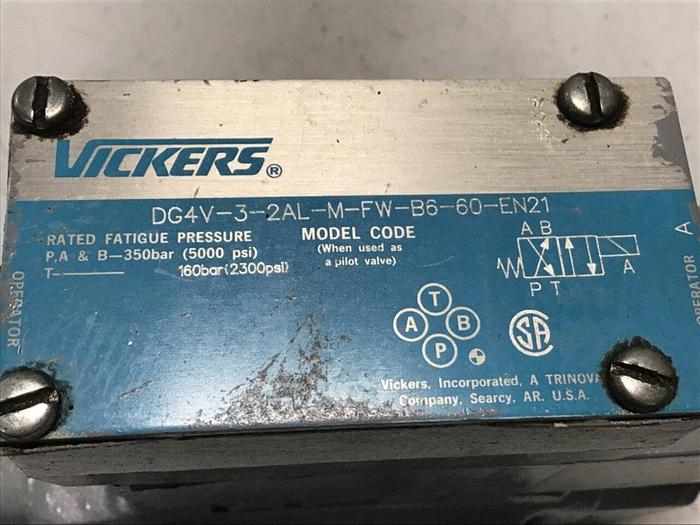 VICKERS®
DG4V-3-2AL-M-FW-B6-60-EN21
RATED FATIGUE PRESSURE
P,A & B—350bar (5000 psi)
T— 160bar (2300psi)
MODEL CODE
(When used as
a pilot valve)
A B
P T
A
OPERATOR
OPERATOR A
T
A B
P
SA
Vickers, Incorporated, A TRINOVA
Company, Searcy, AR. U.S.A.